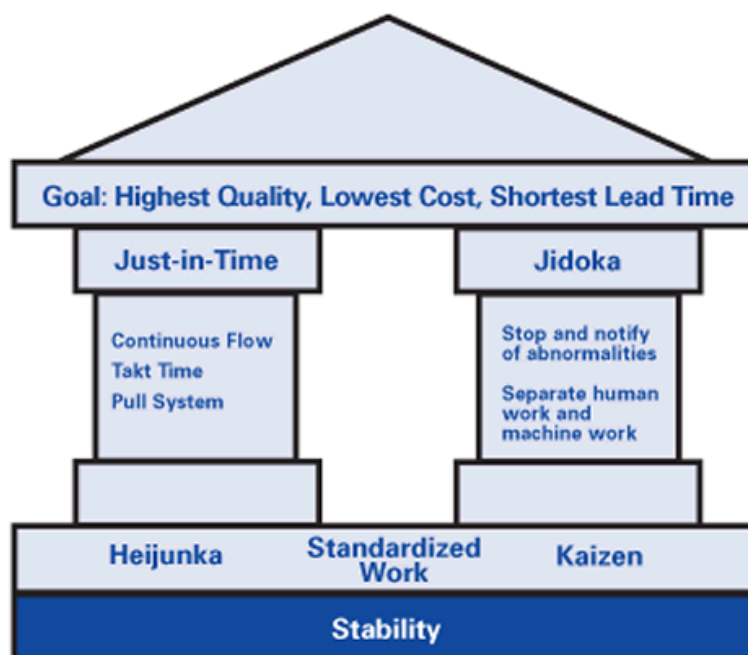 Goal: Highest Quality, Lowest Cost, Shortest Lead Time
Just-in-Time
Continuous Flow
Takt Time
Pull System
Jidoka
Stop and notify
of abnormalities
Separate human
work and
machine work
Heijunka
Standardized
Work
Kaizen
Stability